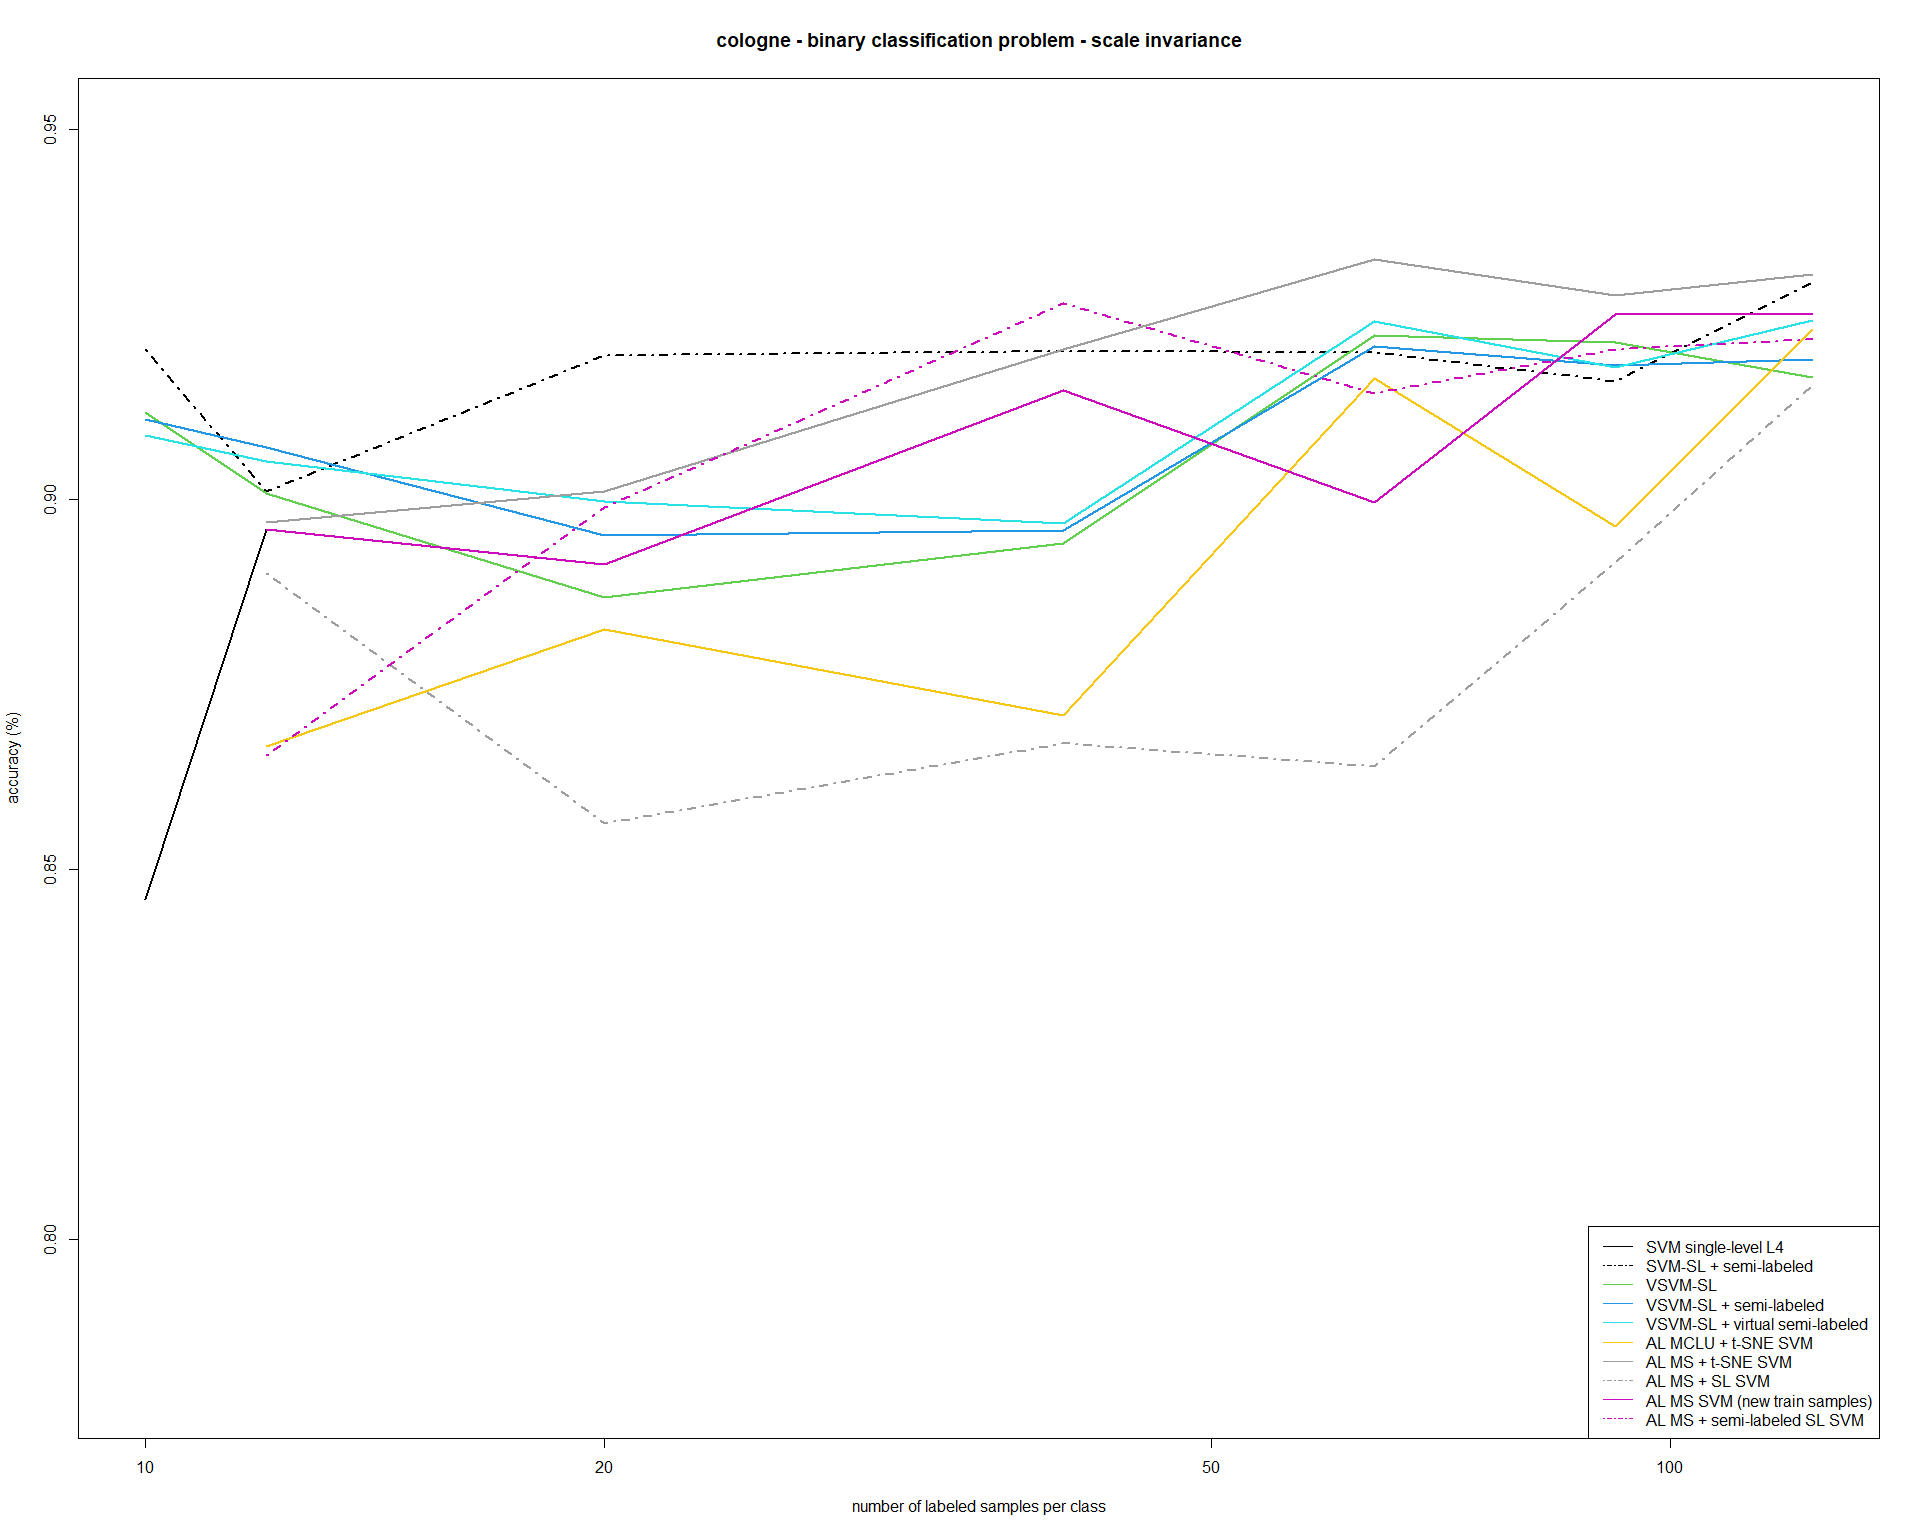 cologne - binary classification problem - scale invariance
0.95
0.90
0.85
0.80
accuracy (%)
10
20
50
100
number of labeled samples per class
SVM single-level L4
SVM-SL + semi-labeled
VSVM-SL
VSVM-SL + semi-labeled
VSVM-SL + virtual semi-labeled
AL MCLU + t-SNE SVM
AL MS + t-SNE SVM
AL MS + SL SVM
AL MS SVM (new train samples)
AL MS + semi-labeled SL SVM